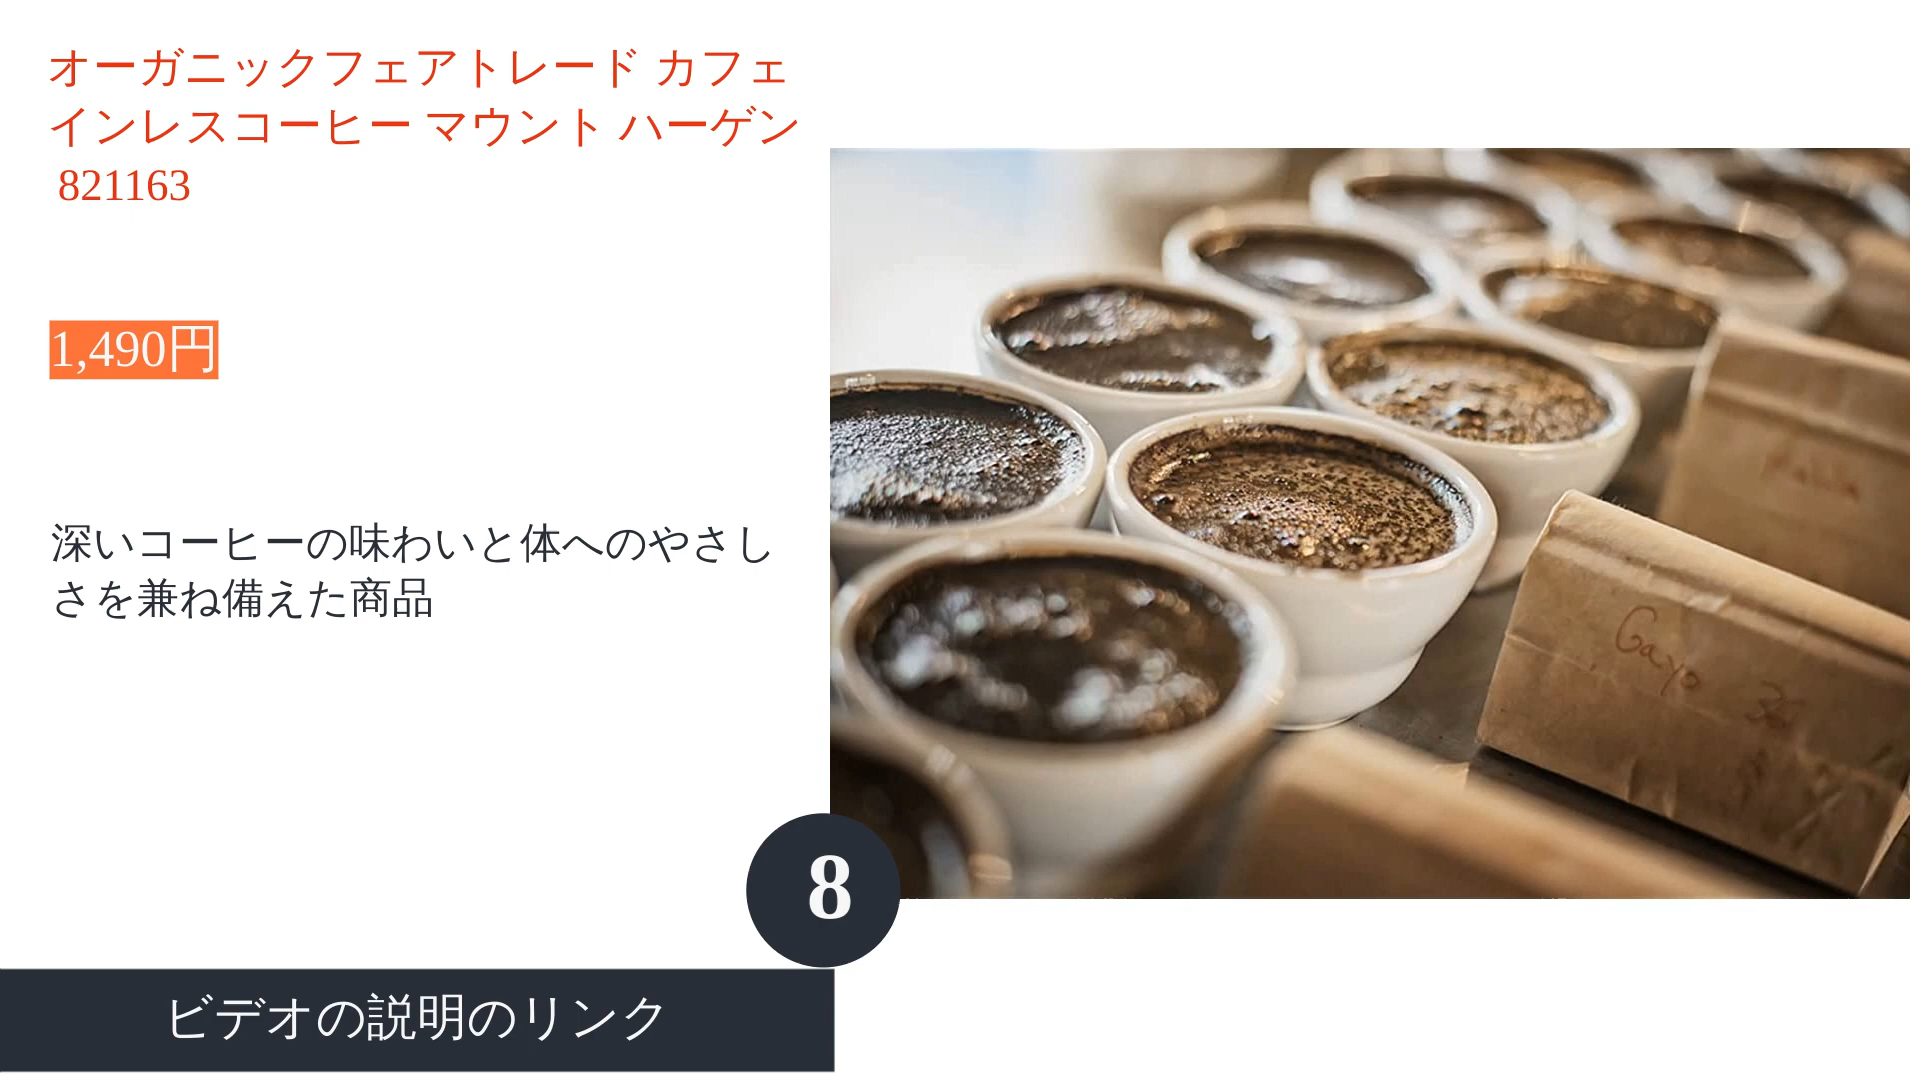 オーガニックフェアトレード カフェ
インレスコーヒー マウント ハーゲン
821163
1,490円
深いコーヒーの味わいと体へのやさし
さを兼ね備えた商品
Gayo
8
ビデオの説明のリンク